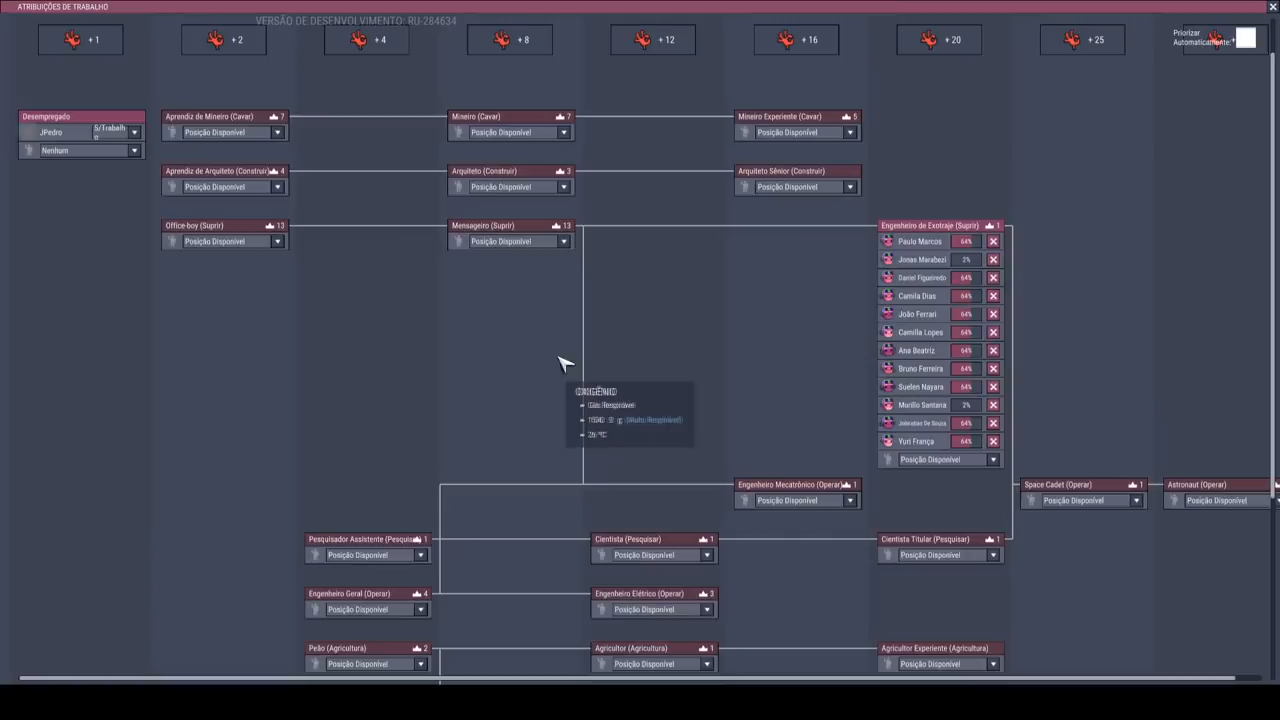 ATRIBUIÇÕES DE TRABALHO
VERSÃO DE DESENVOLVIMENTO: RU-284634
+ 1
+ 2
+ 4
+ 8
+ 12
+ 16
+ 20
+ 25
Priorizar
Automaticamente:
Desempregado
JPedro
S/Trabalh
o
Nenhum
Aprendiz de Mineiro (Cavar) 7
Posição Disponível
Mineiro (Cavar) 7
Posição Disponível
Mineiro Experiente (Cavar) 5
Posição Disponível
Aprendiz de Arquiteto (Construir) 4
Posição Disponível
Arquiteto (Construir) 3
Posição Disponível
Arquiteto Sênior (Construir)
Posição Disponível
Office-boy (Suprir) 13
Posição Disponível
Mensageiro (Suprir) 13
Posição Disponível
Engenheiro de Exotraje (Suprir) 1
Paulo Marcos 64%
Jonas Marabezi 2%
Daniel Figueiredo 64%
Camila Dias 64%
João Ferrari 64%
Camilla Lopes 64%
Ana Beatriz 64%
Bruno Ferreira 64%
Suelen Nayara 64%
Murillo Santana 3%
De Souza 64%
Yuri França 64%
Posição Disponível
Engenheiro Mecatrônico (Operar) 1
Posição Disponível
Space Cadet (Operar) 1
Posição Disponível
Astronaut (Operar)
Posição Disponível
Pesquisador Assistente (Pesquisa 1
Posição Disponível
Cientista (Pesquisar) 1
Posição Disponível
Cientista Titular (Pesquisar) 1
Posição Disponível
Engenheiro Geral (Operar) 4
Posição Disponível
Engenheiro Elétrico (Operar) 3
Posição Disponível
Peão (Agricultura) 2
Posição Disponível
Agricultor (Agricultura) 1
Posição Disponível
Agricultor Experiente (Agricultura)
Posição Disponível